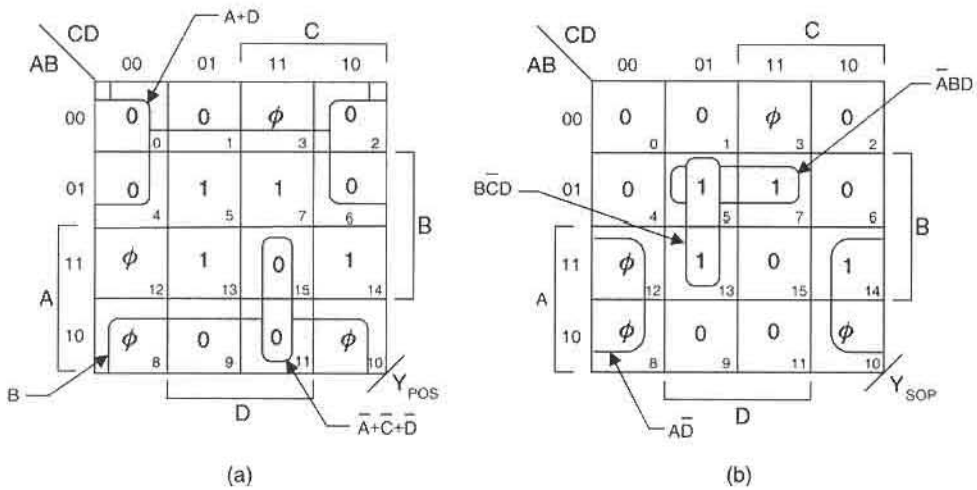 A+D
CD
C
AB
00 01 11 10
00 0 0 ϕ 0
0 1 3 2
01 0 1 1 0
4 5 7 6
B
11 ϕ 1 0 1
12 13 15 14
A
10 ϕ 0 0 ϕ
8 9 11 10
B
Y_POS
D
A̅+C̅+D̅
(a)
CD
C
AB
00 01 11 10
A̅BD
00 0 0 ϕ 0
0 1 3 2
BC̅D
01 0 1 1 0
4 5 7 6
B
11 ϕ 1 0 1
12 13 15 14
A
10 ϕ 0 0 ϕ
8 9 11 10
Y_SOP
D
AD̅
(b)